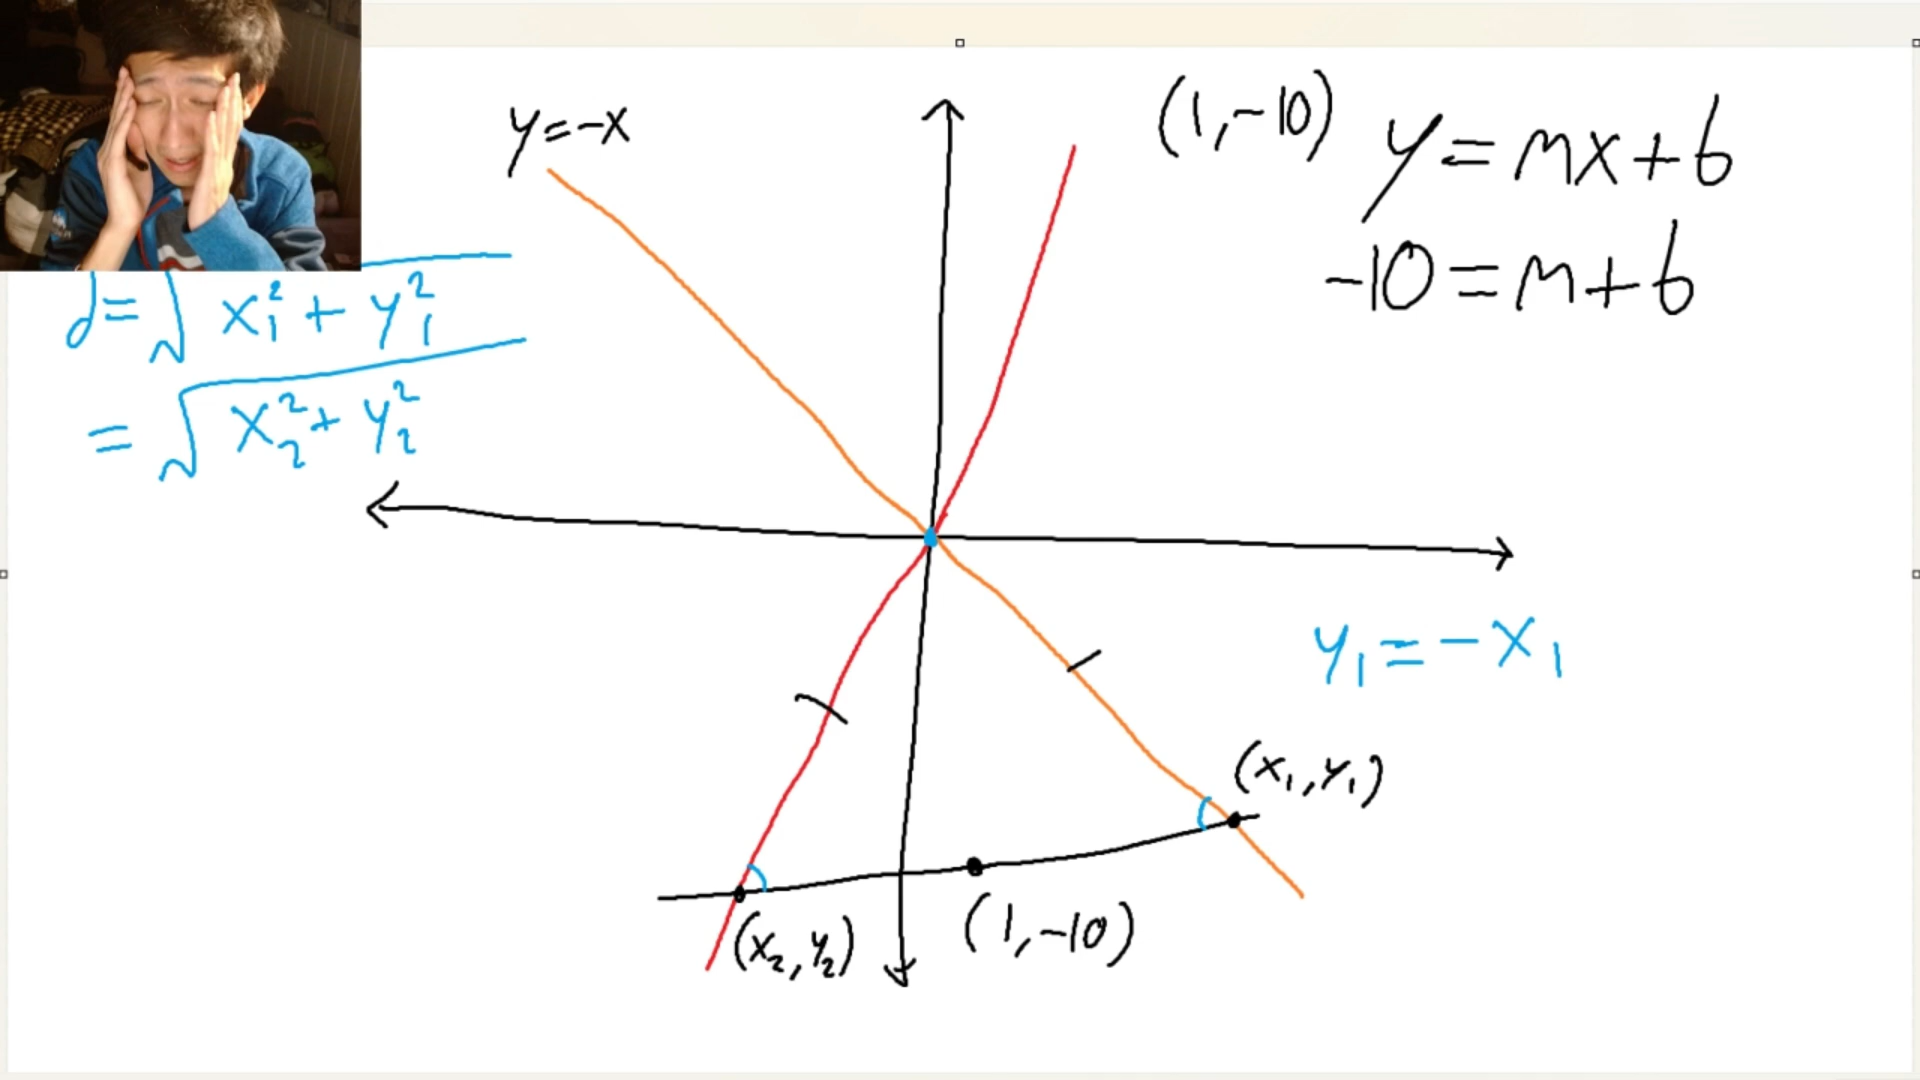 y=-x
(1,-10)
y=mx+b
-10=m+b
d=√x₁²+y₁²
=√x₂²+y₂²
y₁=-x₁
(x₁,y₁)
(x₂,y₂)
(1,-10)